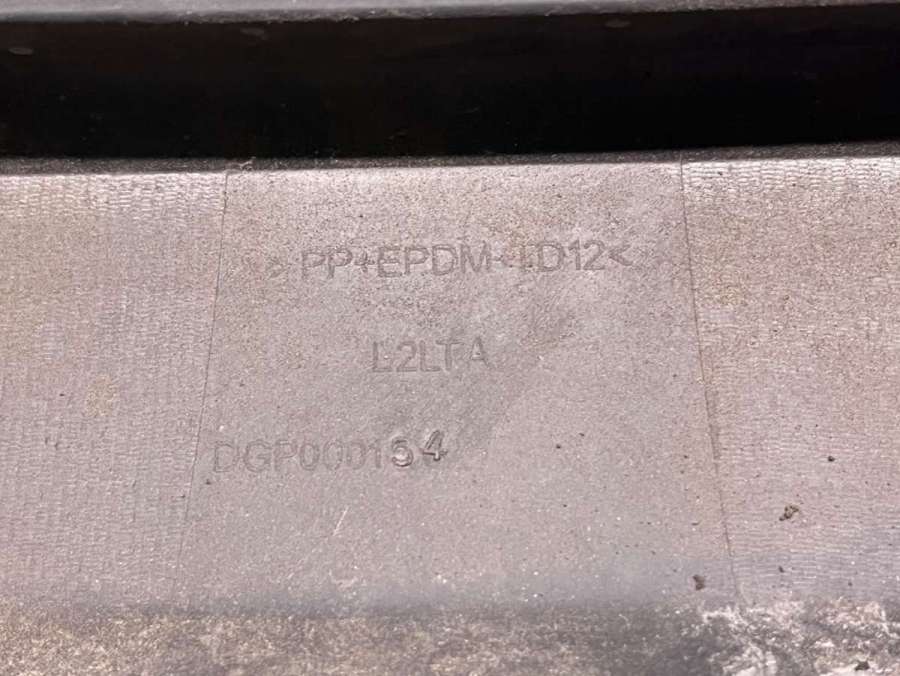 >PP+EPDM-TD12<
L2LTA
DGP000154